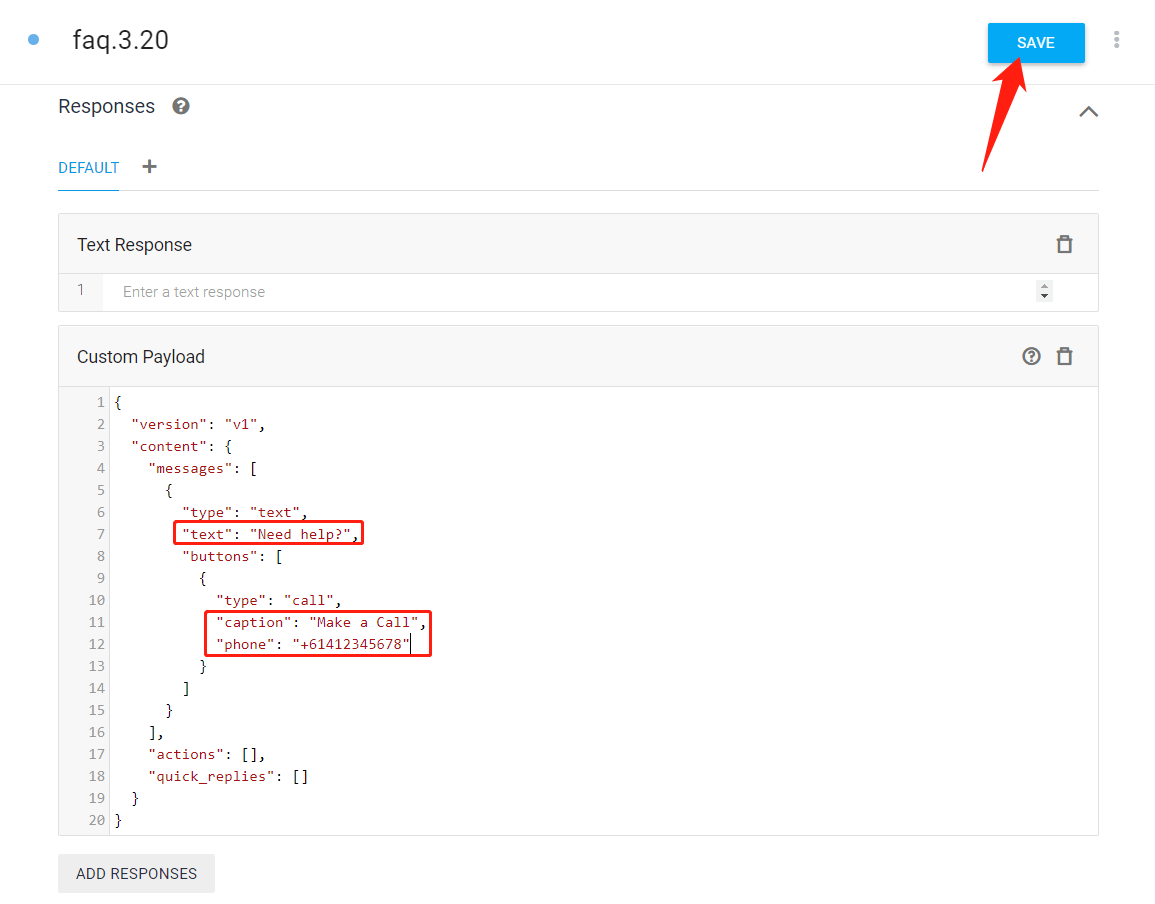 faq.3.20
SAVE
Responses ?
DEFAULT +
Text Response
1 Enter a text response
Custom Payload ?
1 {
2 "version": "v1",
3 "content": {
4 "messages": [
5 {
6 "type": "text",
7 "text": "Need help?",
8 "buttons": [
9 {
10 "type": "call",
11 "caption": "Make a Call",
12 "phone": "+61412345678"
13 }
14 ]
15 }
16 ],
17 "actions": [],
18 "quick_replies": []
19 }
20 }
ADD RESPONSES